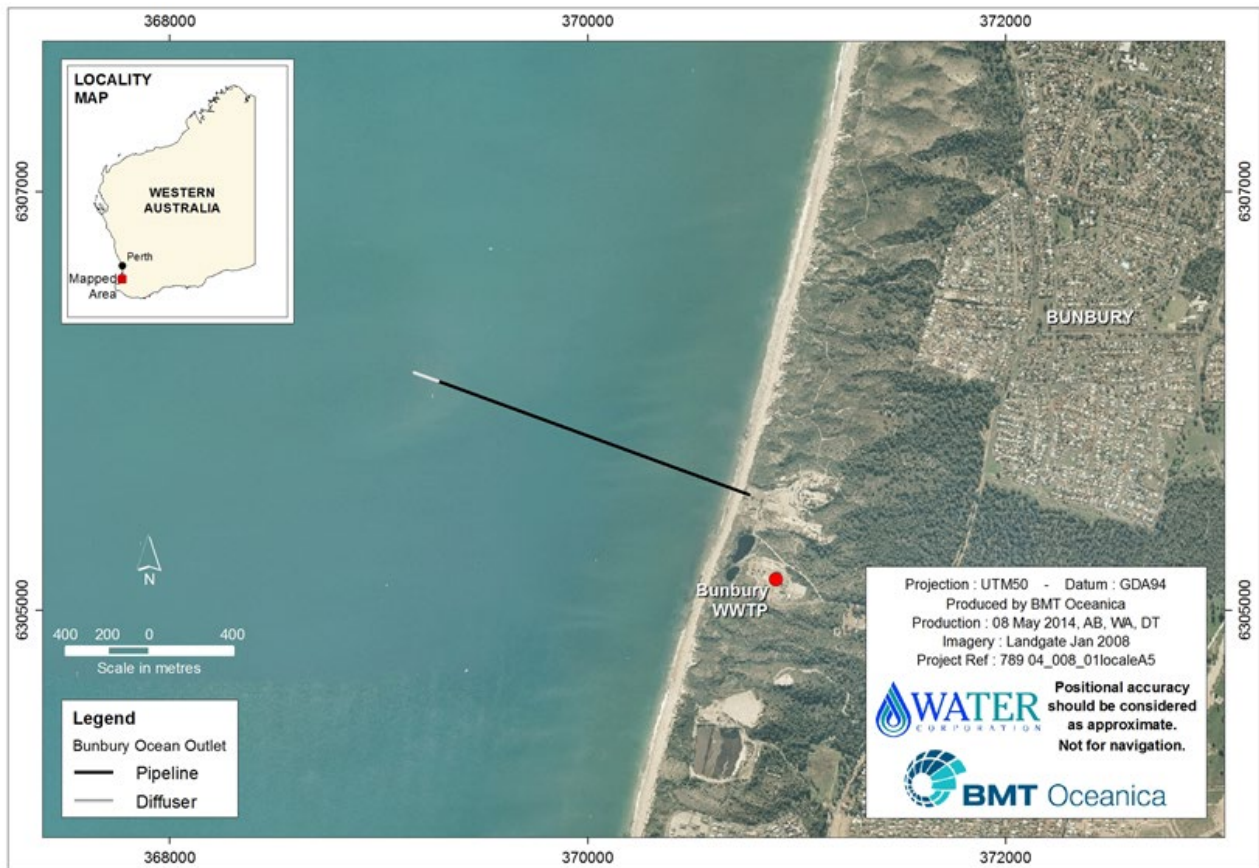 368000
370000
372000
LOCALITY
MAP
WESTERN
AUSTRALIA
Perth
Mapped
Area
6307000
6307000
BUNBURY
N
Bunbury
WWTP
6305000
6305000
400 200 0 400
Scale in metres
Legend
Bunbury Ocean Outlet
Pipeline
Diffuser
Projection : UTM50 - Datum : GDA94
Produced by BMT Oceanica
Production : 08 May 2014, AB, WA, DT
Imagery : Landgate Jan 2008
Project Ref : 789 04_008_01localeA5
WATER
CORPORATION
Positional accuracy
should be considered
as approximate.
Not for navigation.
BMT Oceanica
368000
370000
372000